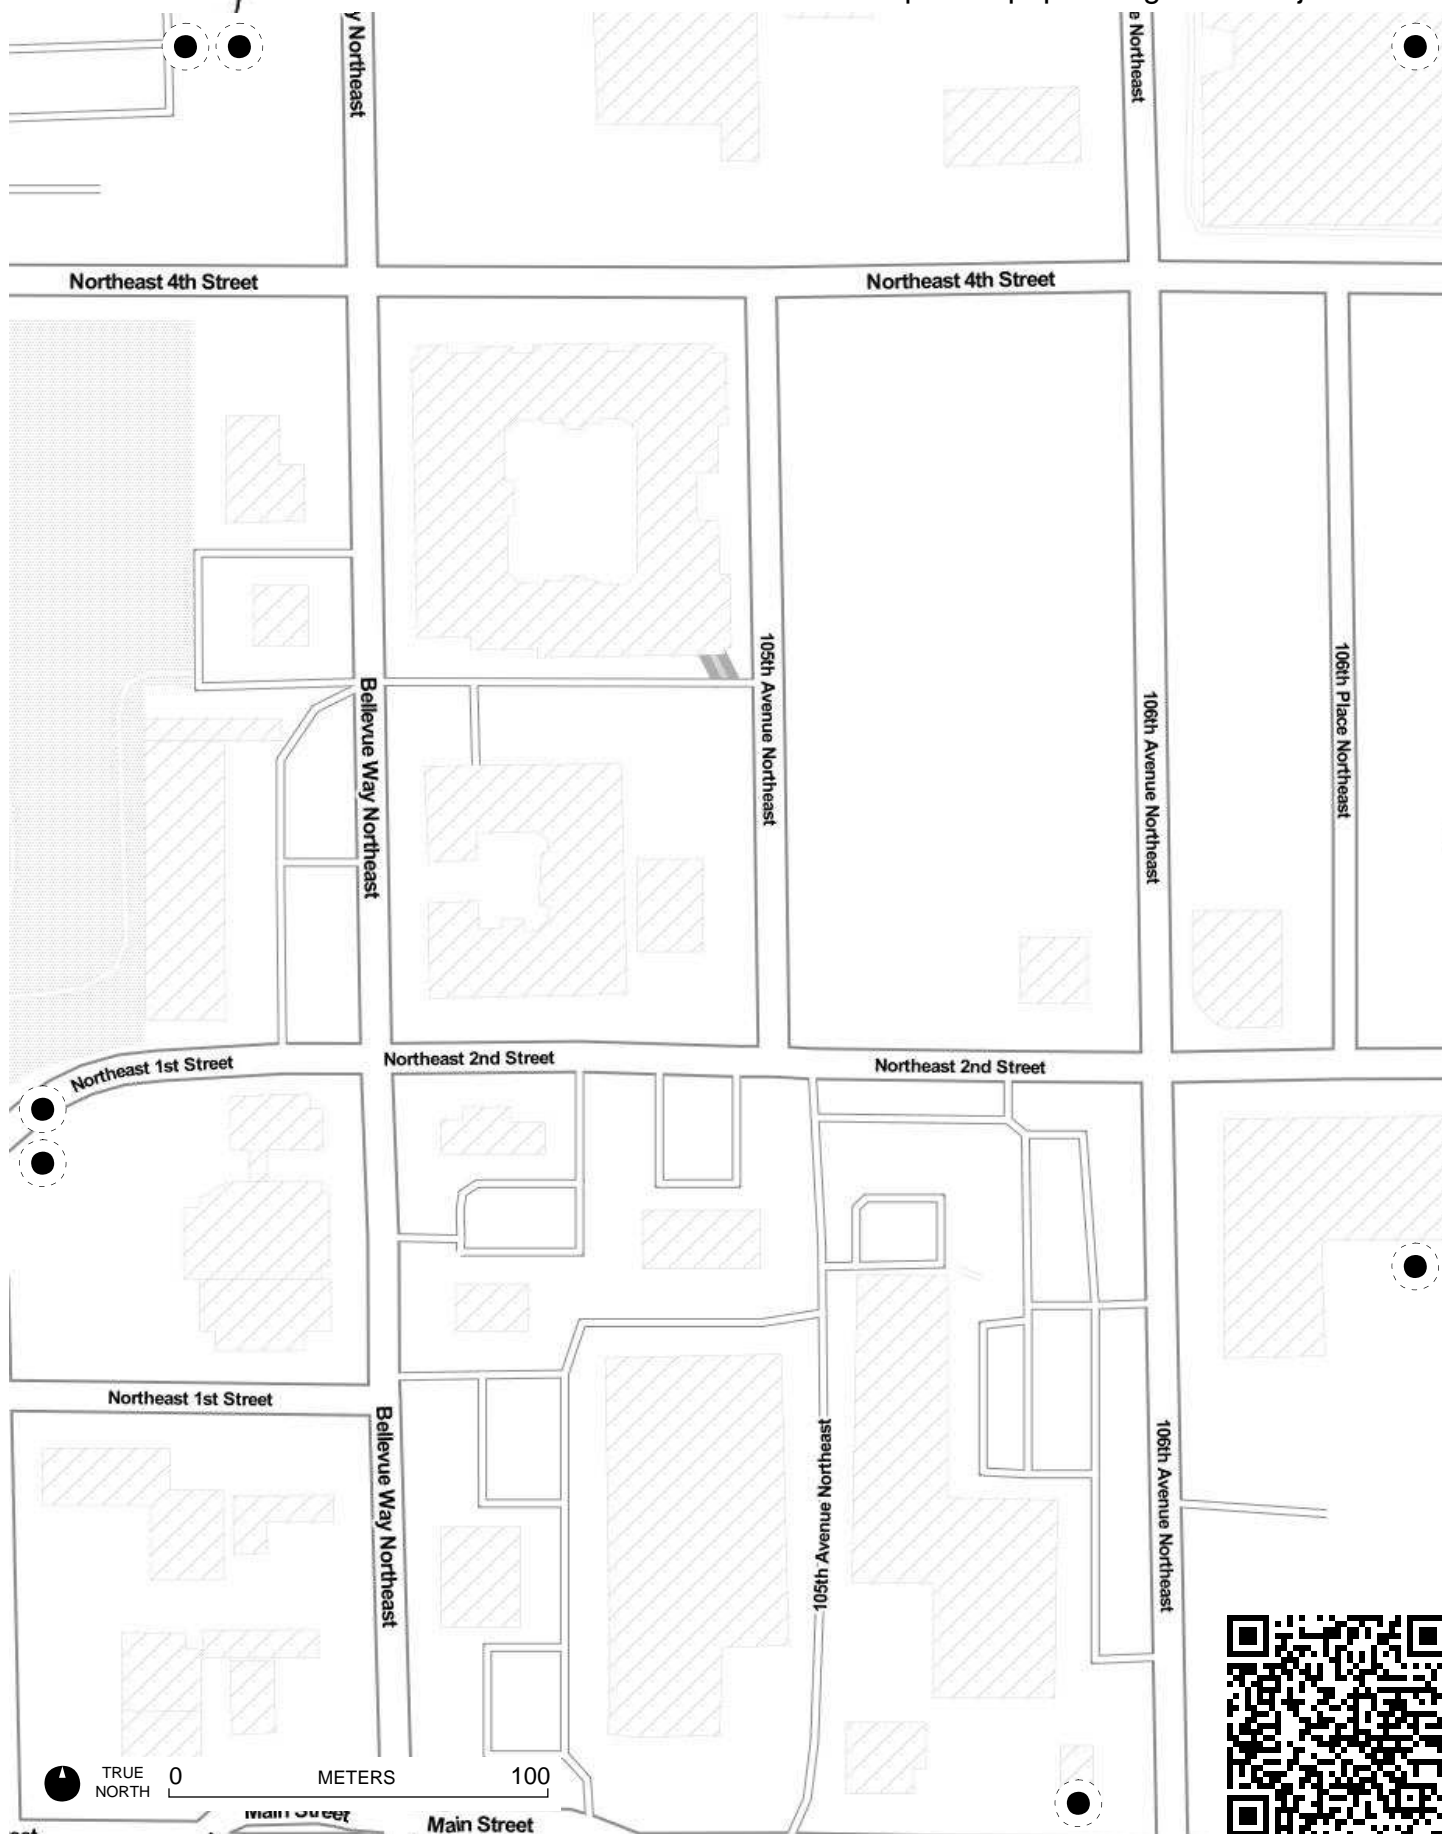 y Northeast
e Northeast
Northeast 4th Street
Northeast 4th Street
105th Avenue Northeast
106th Place Northeast
Bellevue Way Northeast
106th Avenue Northeast
Northeast 1st Street
Northeast 2nd Street
Northeast 2nd Street
Northeast 1st Street
Bellevue Way Northeast
105th Avenue Northeast
106th Avenue Northeast
TRUE
NORTH
0 METERS 100
Main Street
Main Street